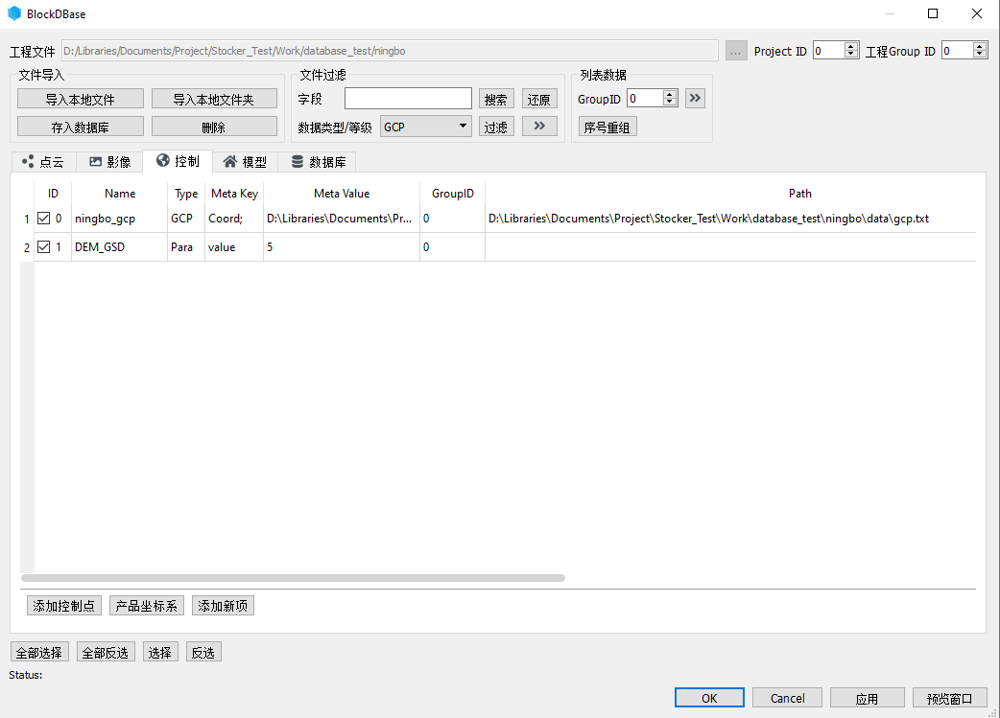 BlockDBase
工程文件 D:/Libraries/Documents/Project/Stocker_Test/Work/database_test/ningbo ... Project ID 0 工程Group ID 0
文件导入 文件过滤 列表数据
导入本地文件 导入本地文件夹 字段 搜索 还原 GroupID 0 >>
存入数据库 删除 数据类型/等级 GCP 过滤 >> 序号重组
点云 影像 控制 模型 数据库
ID Name Type Meta Key Meta Value GroupID Path
1 0 ningbo_gcp GCP Coord; D:\Libraries\Documents\Pr... 0 D:\Libraries\Documents\Project\Stocker_Test\Work\database_test\ningbo\data\gcp.txt
2 1 DEM_GSD Para value 5 0
添加控制点 产品坐标系 添加新项
全部选择 全部反选 选择 反选
Status:
OK Cancel 应用 预览窗口